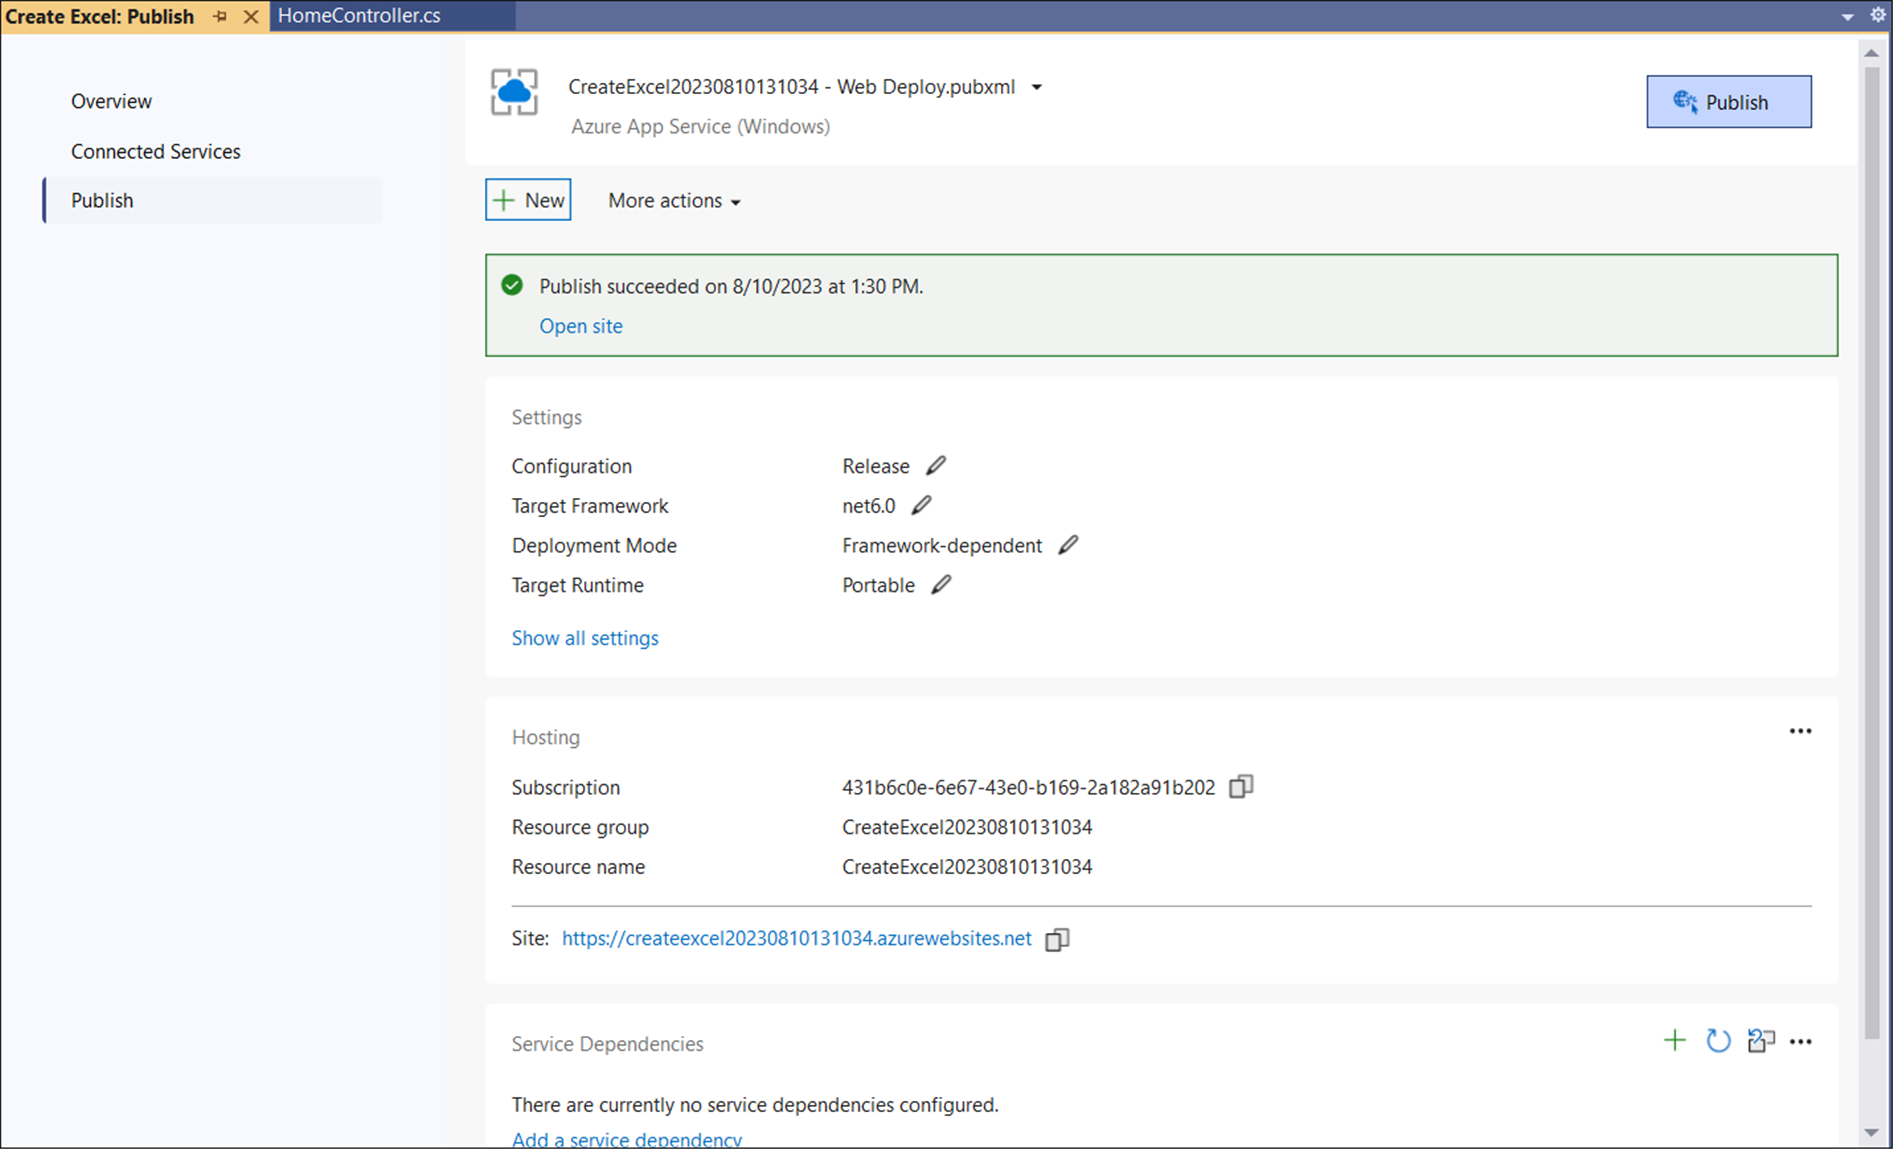 Create Excel: Publish
HomeController.cs
Overview
Connected Services
Publish
CreateExcel20230810131034 - Web Deploy.pubxml
Azure App Service (Windows)
Publish
New
More actions
Publish succeeded on 8/10/2023 at 1:30 PM.
Open site
Settings
Configuration Release
Target Framework net6.0
Deployment Mode Framework-dependent
Target Runtime Portable
Show all settings
Hosting
Subscription 431b6c0e-6e67-43e0-b169-2a182a91b202
Resource group CreateExcel20230810131034
Resource name CreateExcel20230810131034
Site: https://createexcel20230810131034.azurewebsites.net
Service Dependencies
There are currently no service dependencies configured.
Add a service dependency